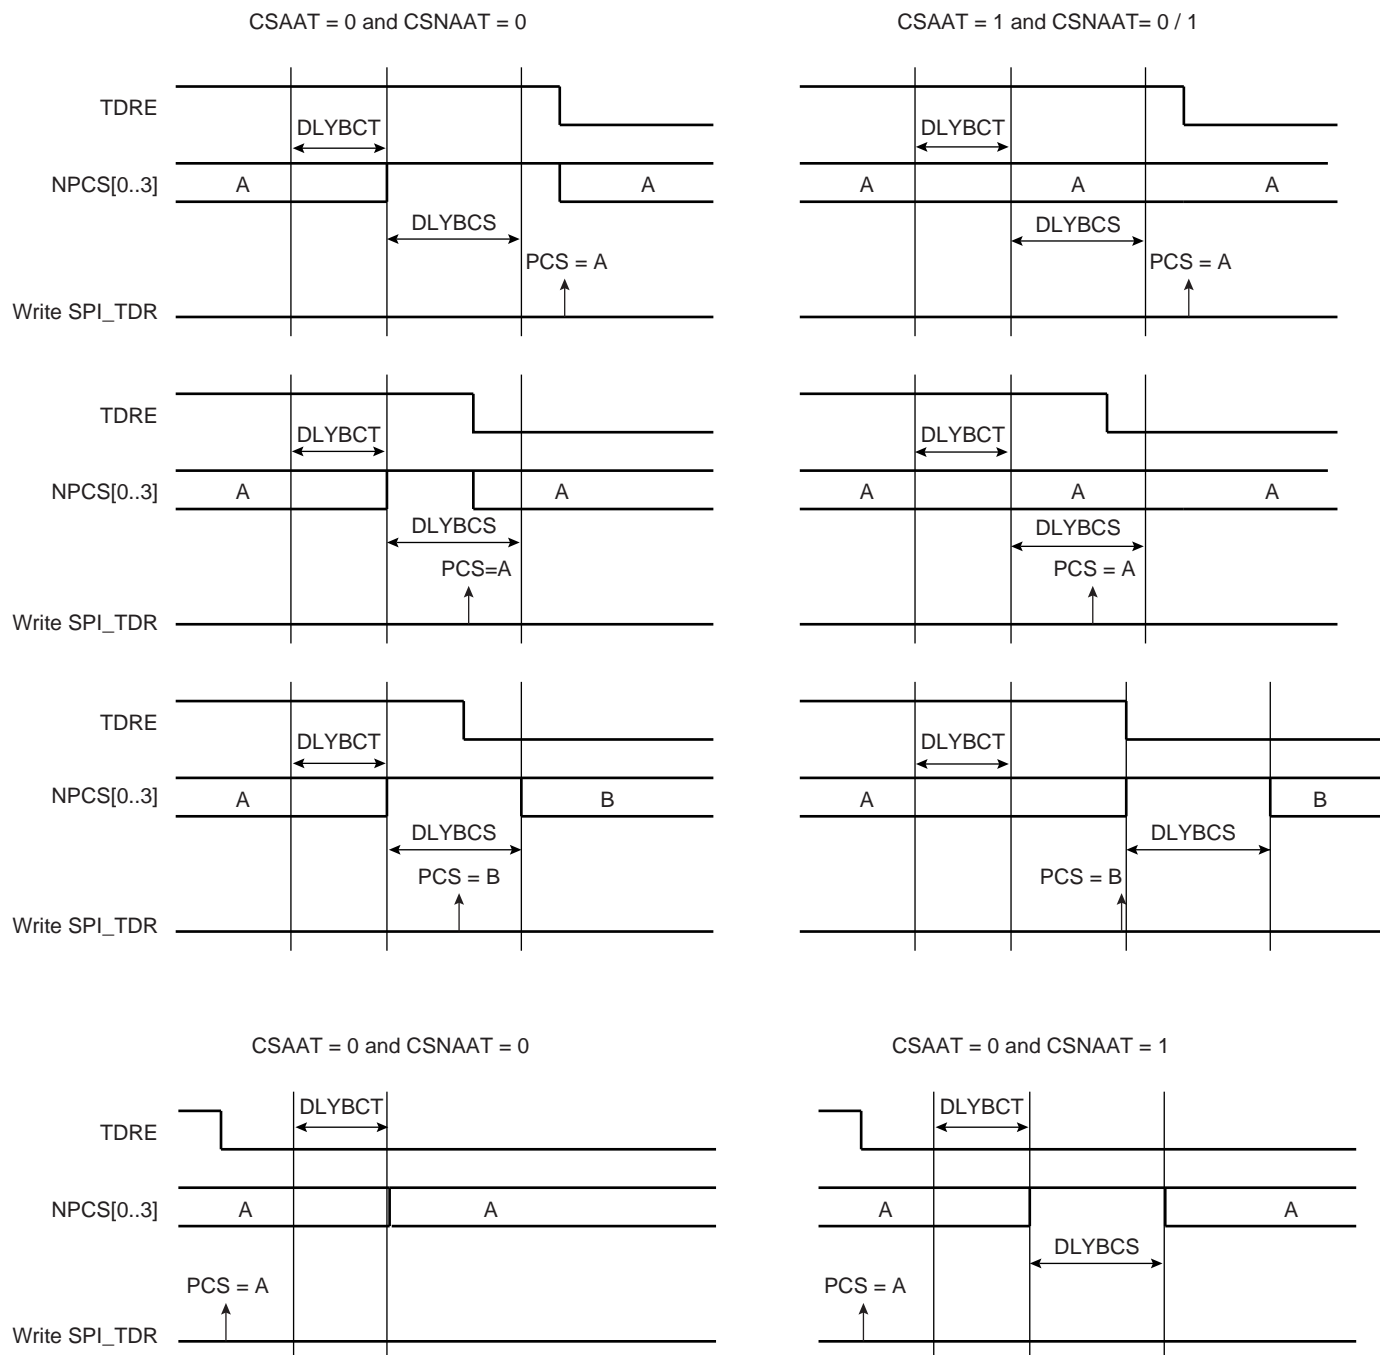 CSAAT = 0 and CSNAAT = 0
CSAAT = 1 and CSNAAT= 0 / 1
TDRE
DLYBCT
DLYBCT
NPCS[0..3]
A
A
A
A
A
DLYBCS
DLYBCS
PCS = A
PCS = A
Write SPI_TDR
TDRE
DLYBCT
DLYBCT
NPCS[0..3]
A
A
A
A
A
DLYBCS
DLYBCS
PCS=A
PCS = A
Write SPI_TDR
TDRE
DLYBCT
DLYBCT
NPCS[0..3]
A
B
A
B
DLYBCS
DLYBCS
PCS = B
PCS = B
Write SPI_TDR
CSAAT = 0 and CSNAAT = 0
CSAAT = 0 and CSNAAT = 1
DLYBCT
DLYBCT
TDRE
NPCS[0..3]
A
A
A
A
DLYBCS
PCS = A
PCS = A
Write SPI_TDR